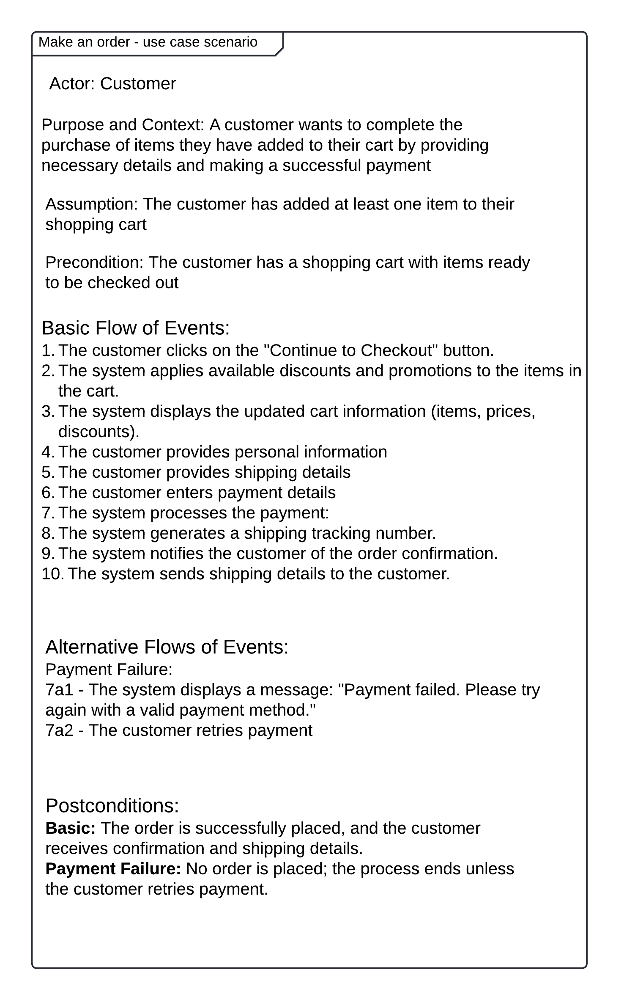 Make an order - use case scenario
Actor: Customer
Purpose and Context: A customer wants to complete the
purchase of items they have added to their cart by providing
necessary details and making a successful payment
Assumption: The customer has added at least one item to their
shopping cart
Precondition: The customer has a shopping cart with items ready
to be checked out
Basic Flow of Events:
1. The customer clicks on the "Continue to Checkout" button.
2. The system applies available discounts and promotions to the items in
the cart.
3. The system displays the updated cart information (items, prices,
discounts).
4. The customer provides personal information
5. The customer provides shipping details
6. The customer enters payment details
7. The system processes the payment:
8. The system generates a shipping tracking number.
9. The system notifies the customer of the order confirmation.
10. The system sends shipping details to the customer.
Alternative Flows of Events:
Payment Failure:
7a1 - The system displays a message: "Payment failed. Please try
again with a valid payment method."
7a2 - The customer retries payment
Postconditions:
Basic: The order is successfully placed, and the customer
receives confirmation and shipping details.
Payment Failure: No order is placed; the process ends unless
the customer retries payment.